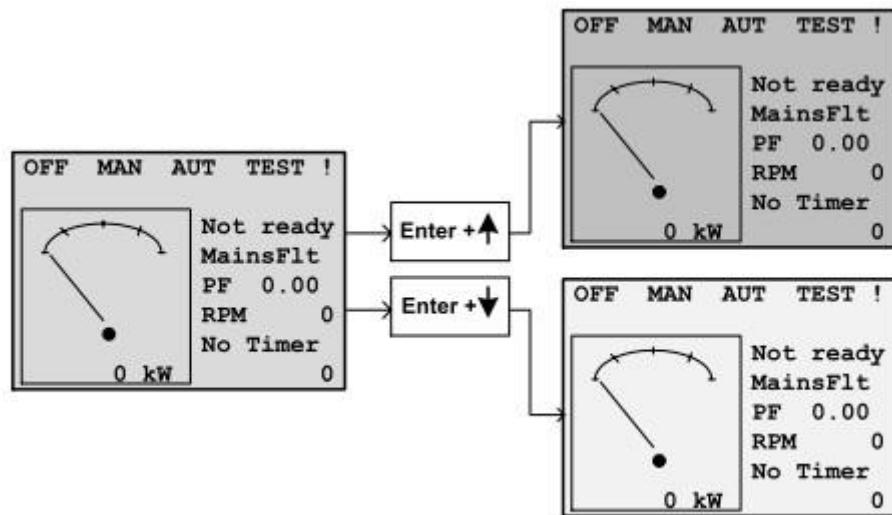 OFF MAN AUT TEST !
Not ready
MainsFlt
PF 0.00
RPM 0
No Timer
0 kW 0
Enter +
Enter +
OFF MAN AUT TEST !
Not ready
MainsFlt
PF 0.00
RPM 0
No Timer
0 kW 0
OFF MAN AUT TEST !
Not ready
MainsFlt
PF 0.00
RPM 0
No Timer
0 kW 0